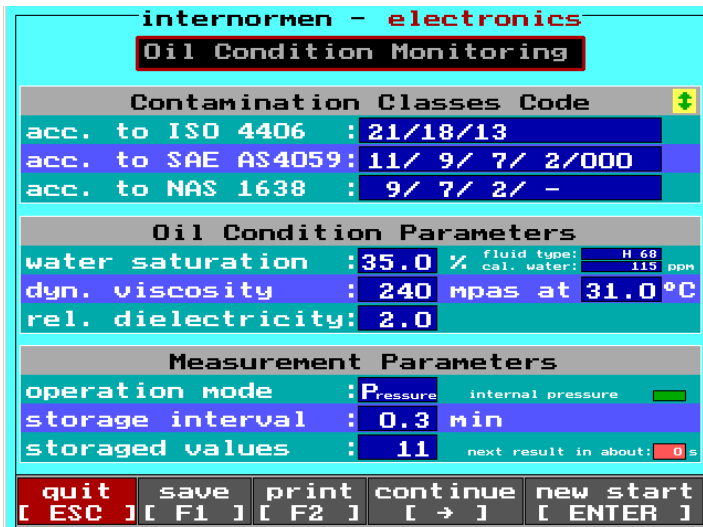 internormen - electronics
Oil Condition Monitoring
Contamination Classes Code
acc. to ISO 4406 : 21/18/13
acc. to SAE AS4059: 11/ 9/ 7/ 2/000
acc. to NAS 1638 : 9/ 7/ 2/ -
Oil Condition Parameters
water saturation : 35.0 % fluid type: H 68
cal. water: 115 ppm
dyn. viscosity : 240 mpas at 31.0 °C
rel. dielectricity: 2.0
Measurement Parameters
operation mode : Pressure internal pressure
storage interval : 0.3 min
storaged values : 11 next result in about: 0 s
quit save print continue new start
[ ESC ] [ F1 ] [ F2 ] [ → ] [ ENTER ]